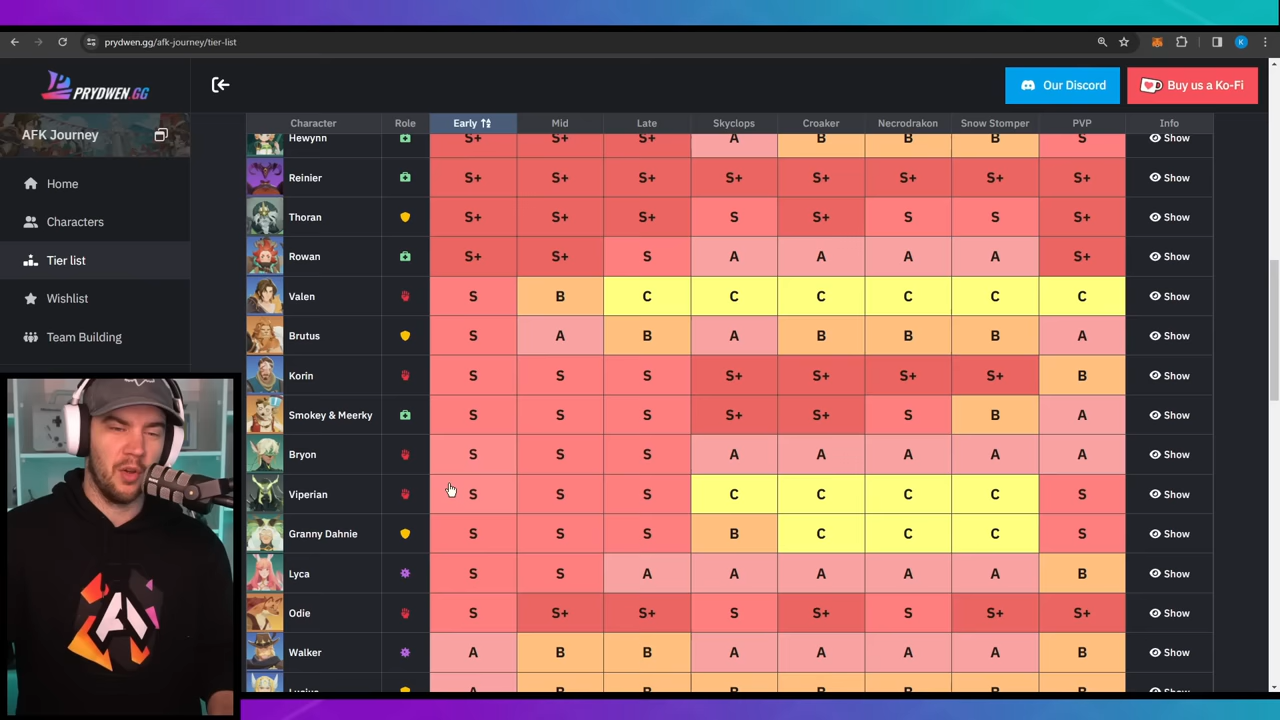 prydwen.gg/afk-journey/tier-list
K
PRYDWEN.GG
Our Discord
Buy us a Ko-Fi
AFK Journey
Home
Characters
Tier list
Wishlist
Team Building
Character Role Early Mid Late Skyclops Croaker Necrodrakon Snow Stomper PVP Info
Hewynn S+ S+ S+ A B B B S Show
Reinier S+ S+ S+ S+ S+ S+ S+ S+ Show
Thoran S+ S+ S+ S S+ S S S+ Show
Rowan S+ S+ S A A A A S+ Show
Valen S B C C C C C C Show
Brutus S A B A B B B A Show
Korin S S S S+ S+ S+ S+ B Show
Smokey & Meerky S S S S+ S+ S B A Show
Bryon S S S A A A A A Show
Viperian S S S C C C C S Show
Granny Dahnie S S S B C C C S Show
Lyca S S A A A A A B Show
Odie S S+ S+ S S+ S S+ S+ Show
Walker A B B A A A A B Show
Lucius A